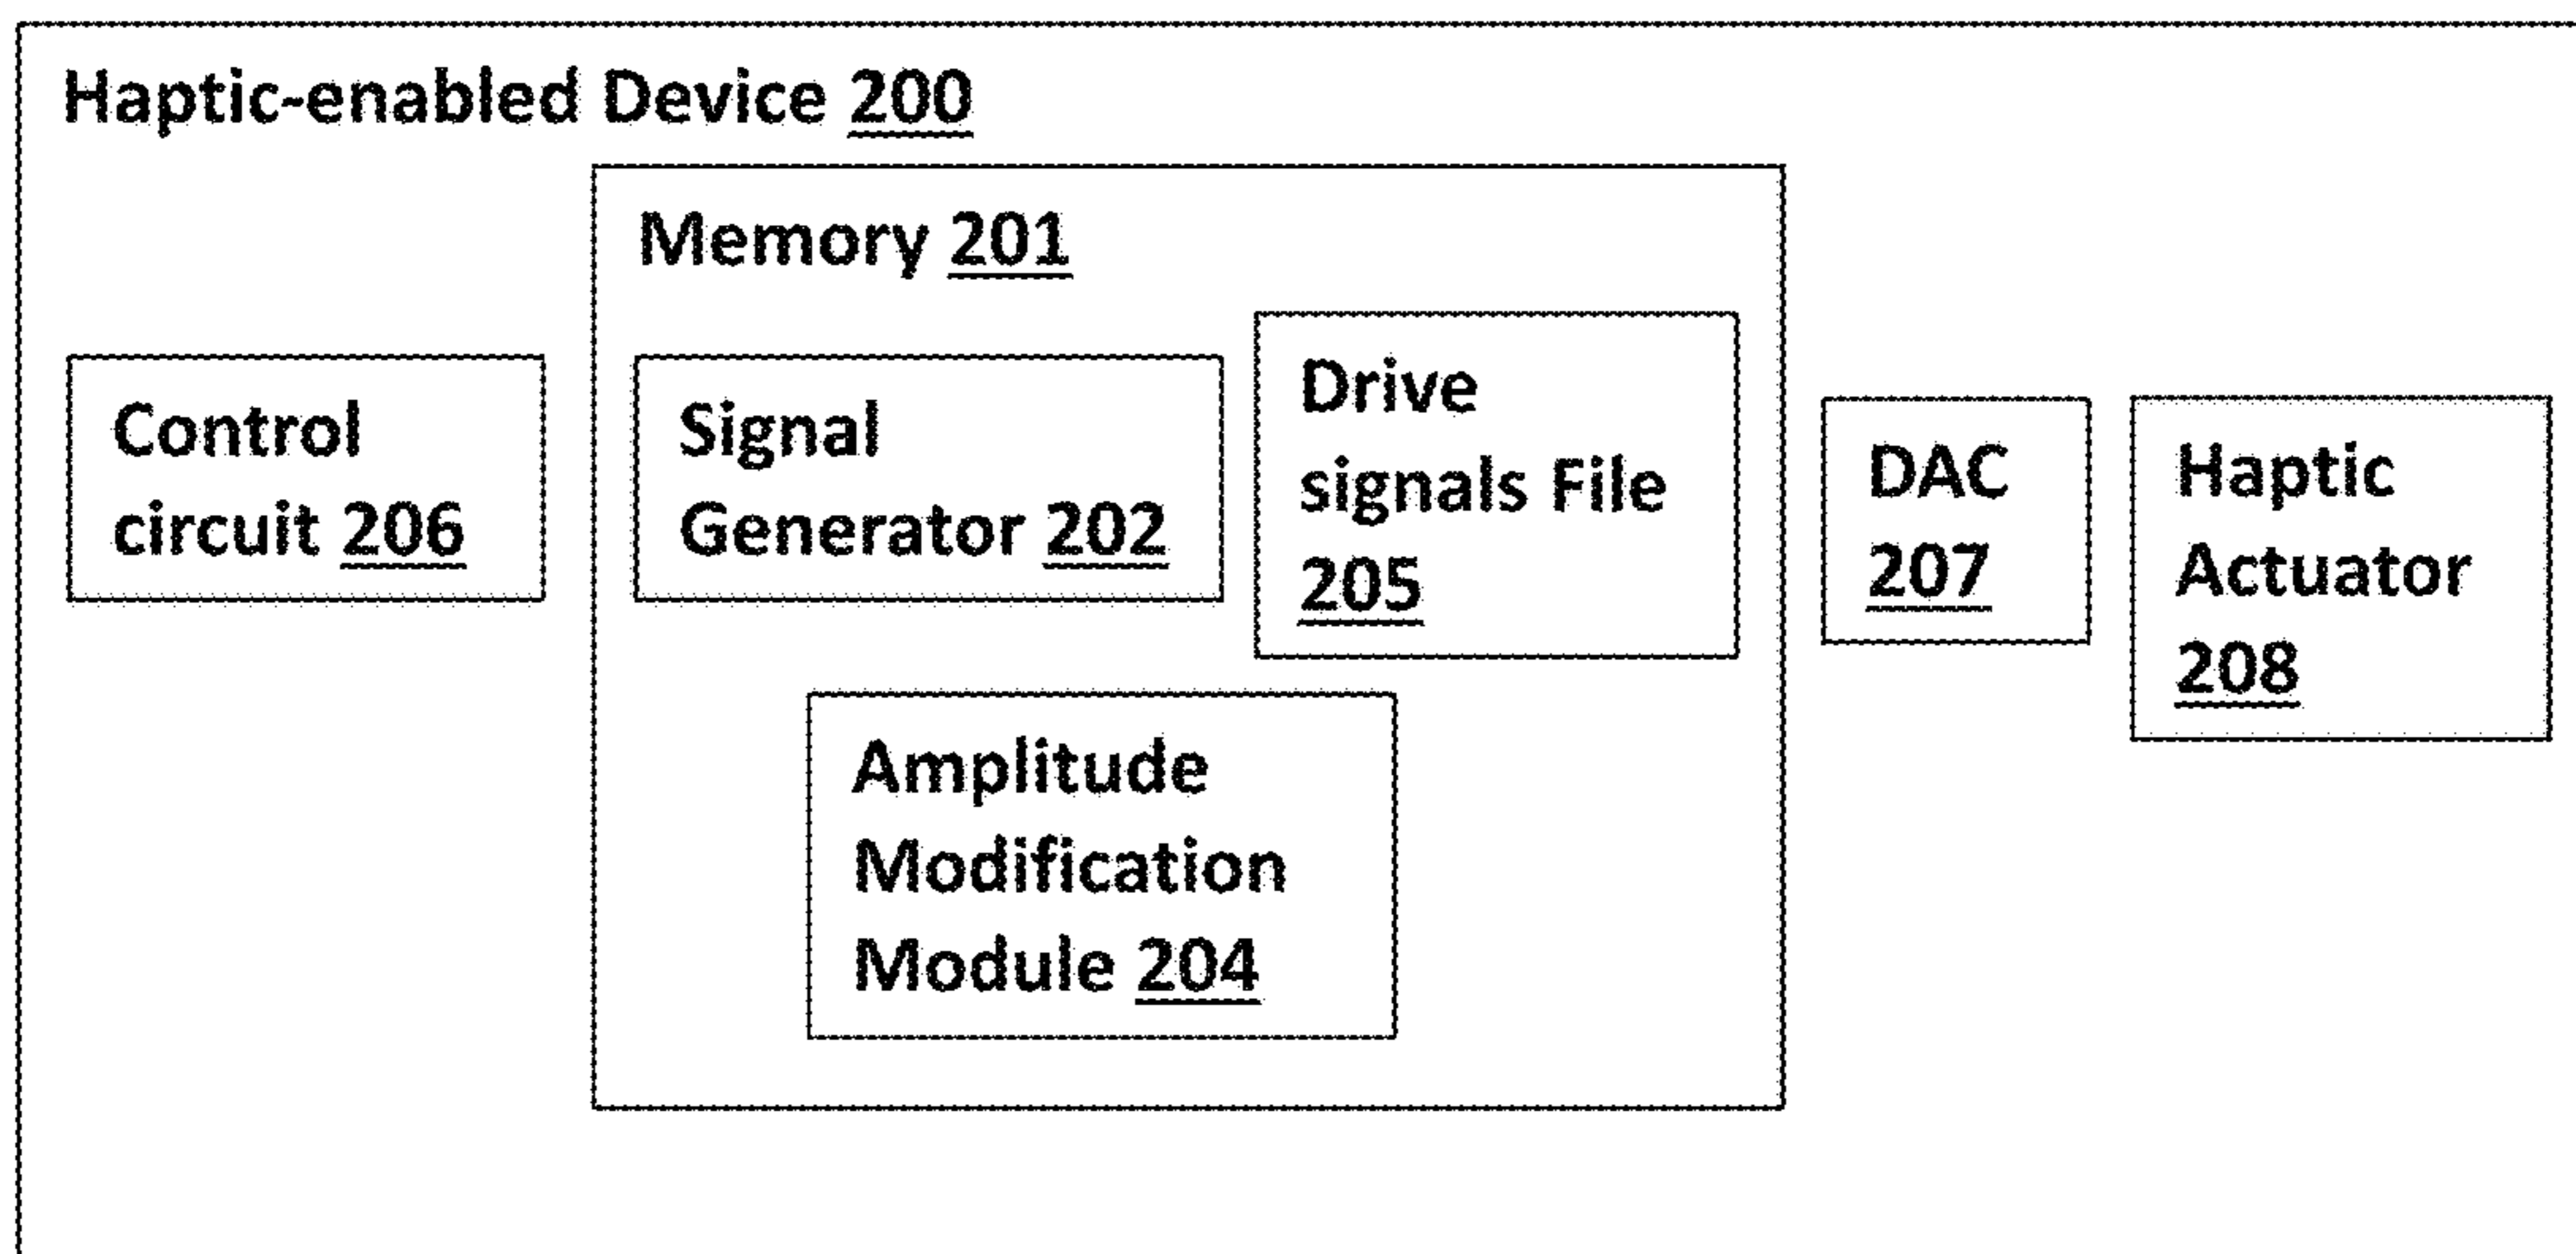 Haptic-enabled Device 200
Memory 201
Control
circuit 206
Signal
Generator 202
Drive
signals File
205
DAC
207
Haptic
Actuator
208
Amplitude
Modification
Module 204